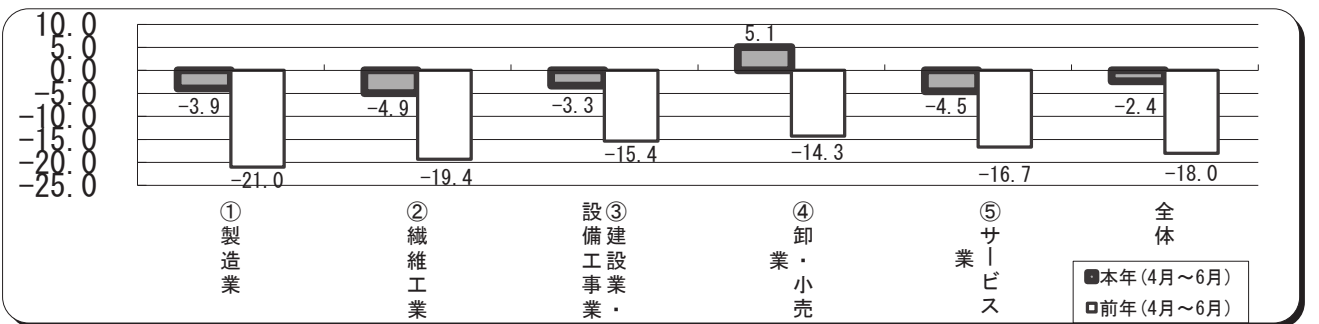 10.0
5.0
0.0
-5.0
-10.0
-15.0
-20.0
-25.0
5.1
-3.9
-4.9
-3.3
-4.5
-2.4
-21.0
-19.4
-15.4
-14.3
-16.7
-18.0
①製造業
②繊維工業
③建設業・
設備工事業・
④卸・小売
業
⑤サービス
業
全体
本年(4月～6月)
前年(4月～6月)